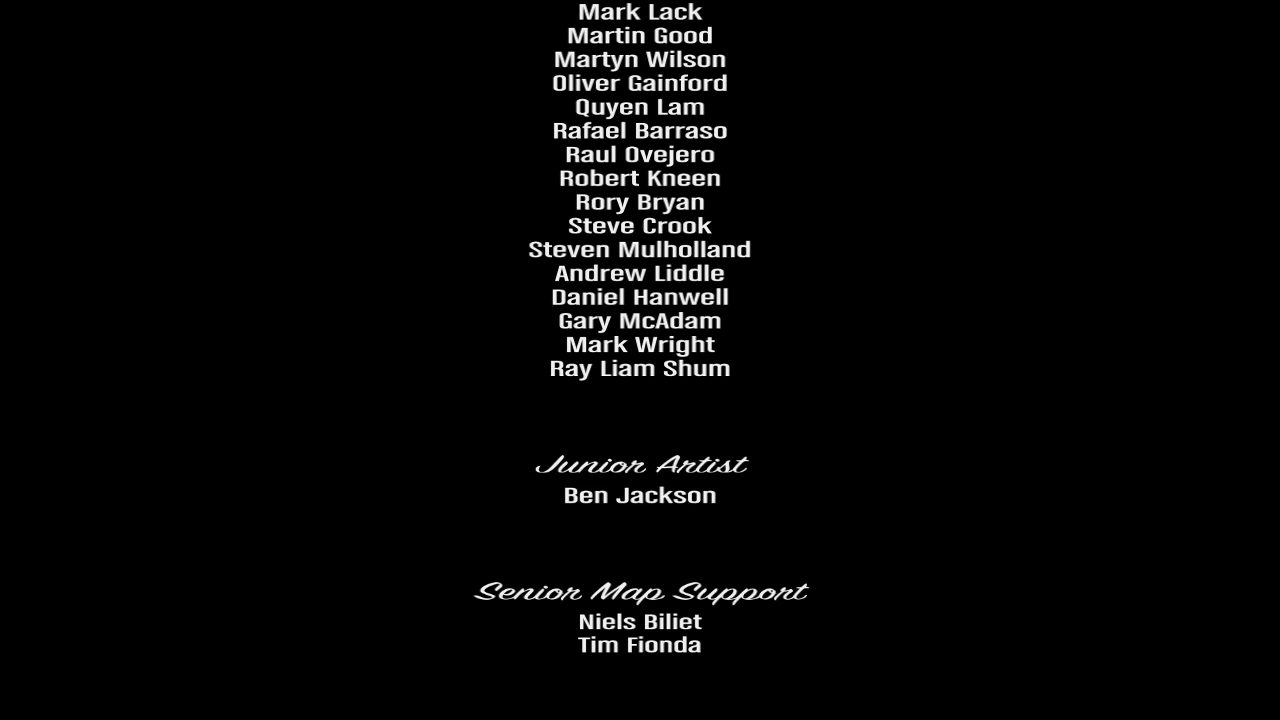 Mark Lack
Martin Good
Martyn Wilson
Oliver Gainford
Quyen Lam
Rafael Barraso
Raul Ovejero
Robert Kneen
Rory Bryan
Steve Crook
Steven Mulholland
Andrew Liddle
Daniel Hanwell
Gary McAdam
Mark Wright
Ray Liam Shum
Junior Artist
Ben Jackson
Senior Map Support
Niels Biliet
Tim Fionda